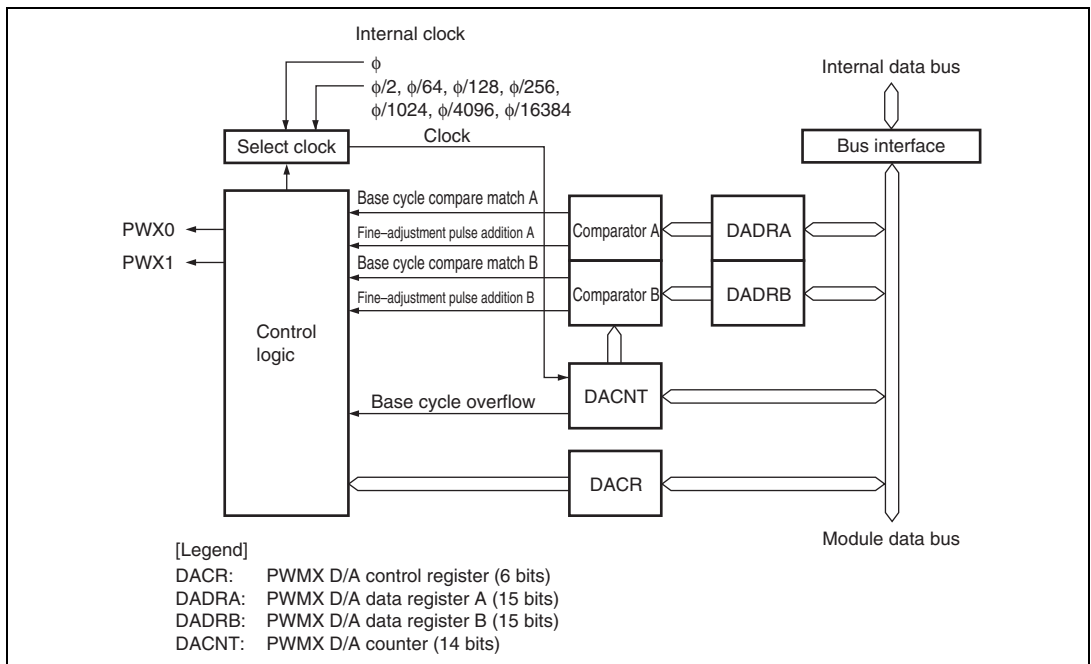 Internal clock
ϕ
ϕ/2, ϕ/64, ϕ/128, ϕ/256,
ϕ/1024, ϕ/4096, ϕ/16384
Internal data bus
Select clock
Clock
Bus interface
Base cycle compare match A
Fine–adjustment pulse addition A
Base cycle compare match B
Fine–adjustment pulse addition B
Comparator A
DADRA
Comparator B
DADRB
PWX0
PWX1
Control
logic
DACNT
Base cycle overflow
DACR
Module data bus
[Legend]
DACR: PWMX D/A control register (6 bits)
DADRA: PWMX D/A data register A (15 bits)
DADRB: PWMX D/A data register B (15 bits)
DACNT: PWMX D/A counter (14 bits)